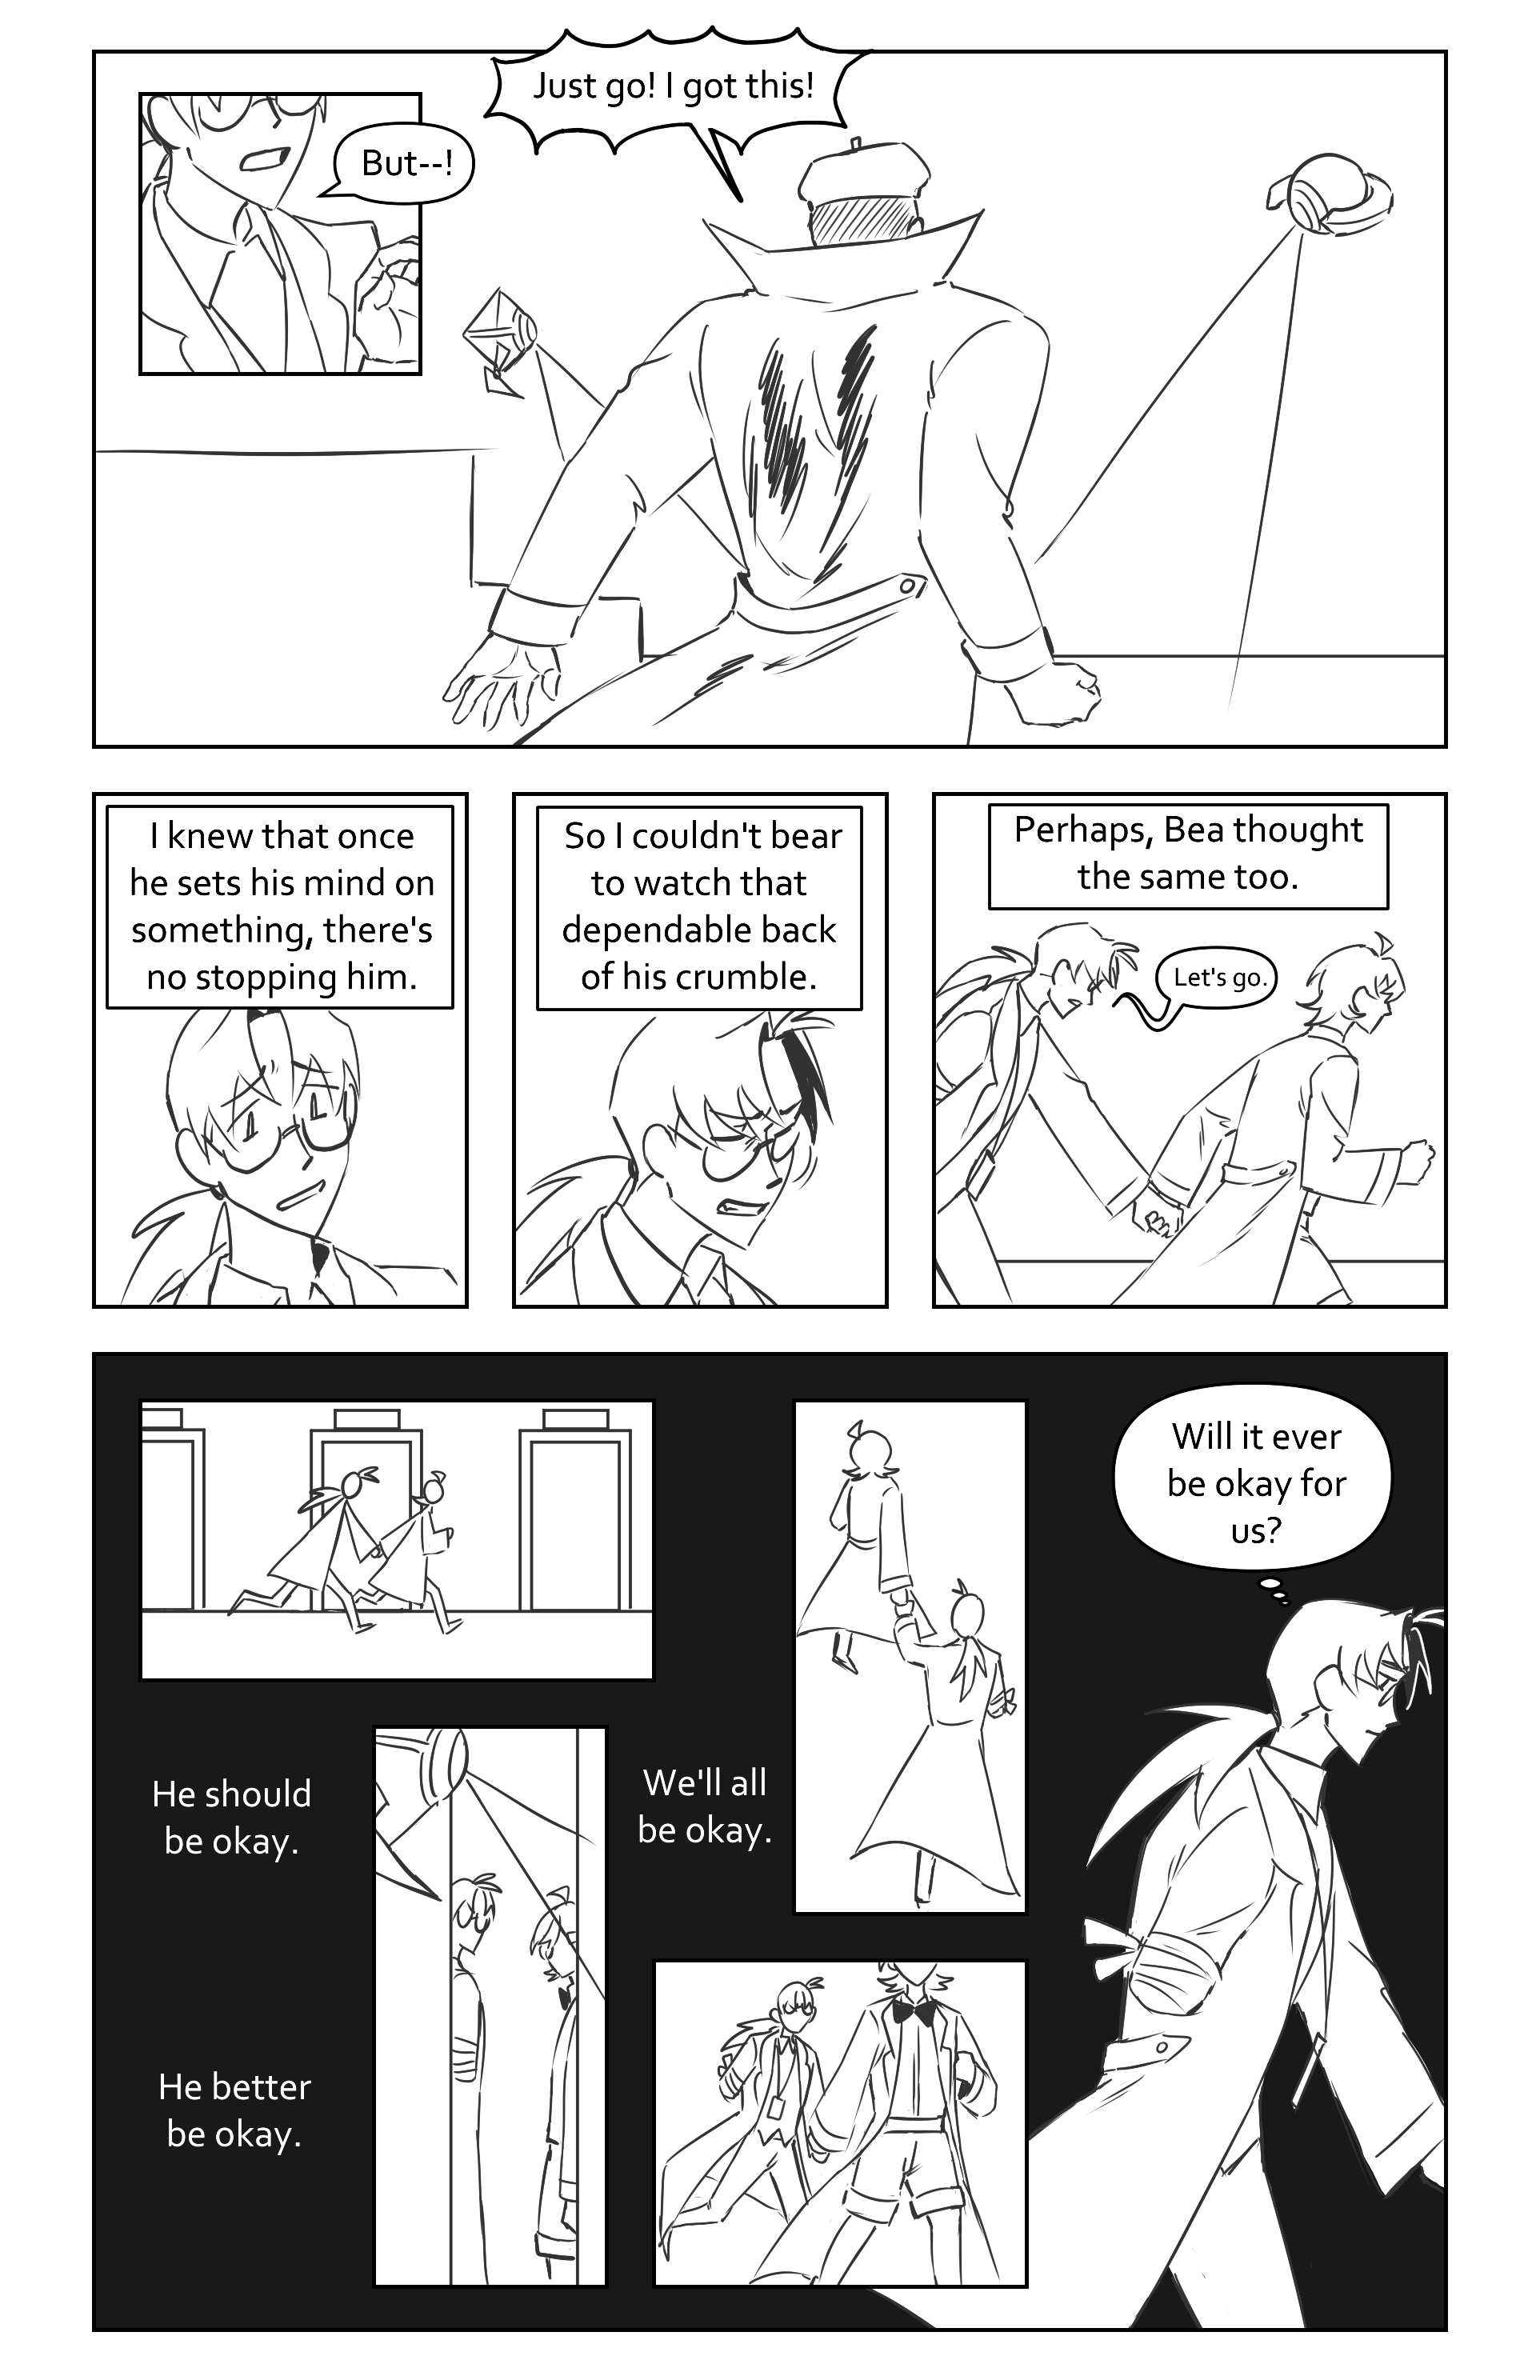 But--!
Just go! I got this!
I knew that once
he sets his mind on
something, there's
no stopping him.
So I couldn't bear
to watch that
dependable back
of his crumble.
Perhaps, Bea thought
the same too.
Let's go.
He should
be okay.
He better
be okay.
We'll all
be okay.
Will it ever
be okay for
us?